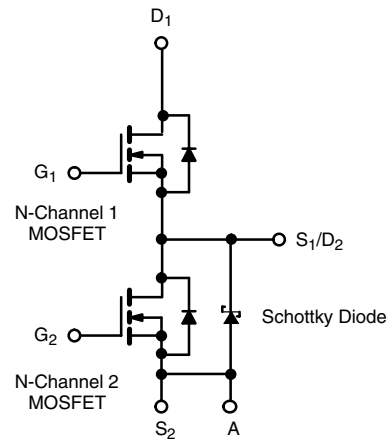 D1
G1
N-Channel 1
MOSFET
S1/D2
G2
Schottky Diode
N-Channel 2
MOSFET
S2
A